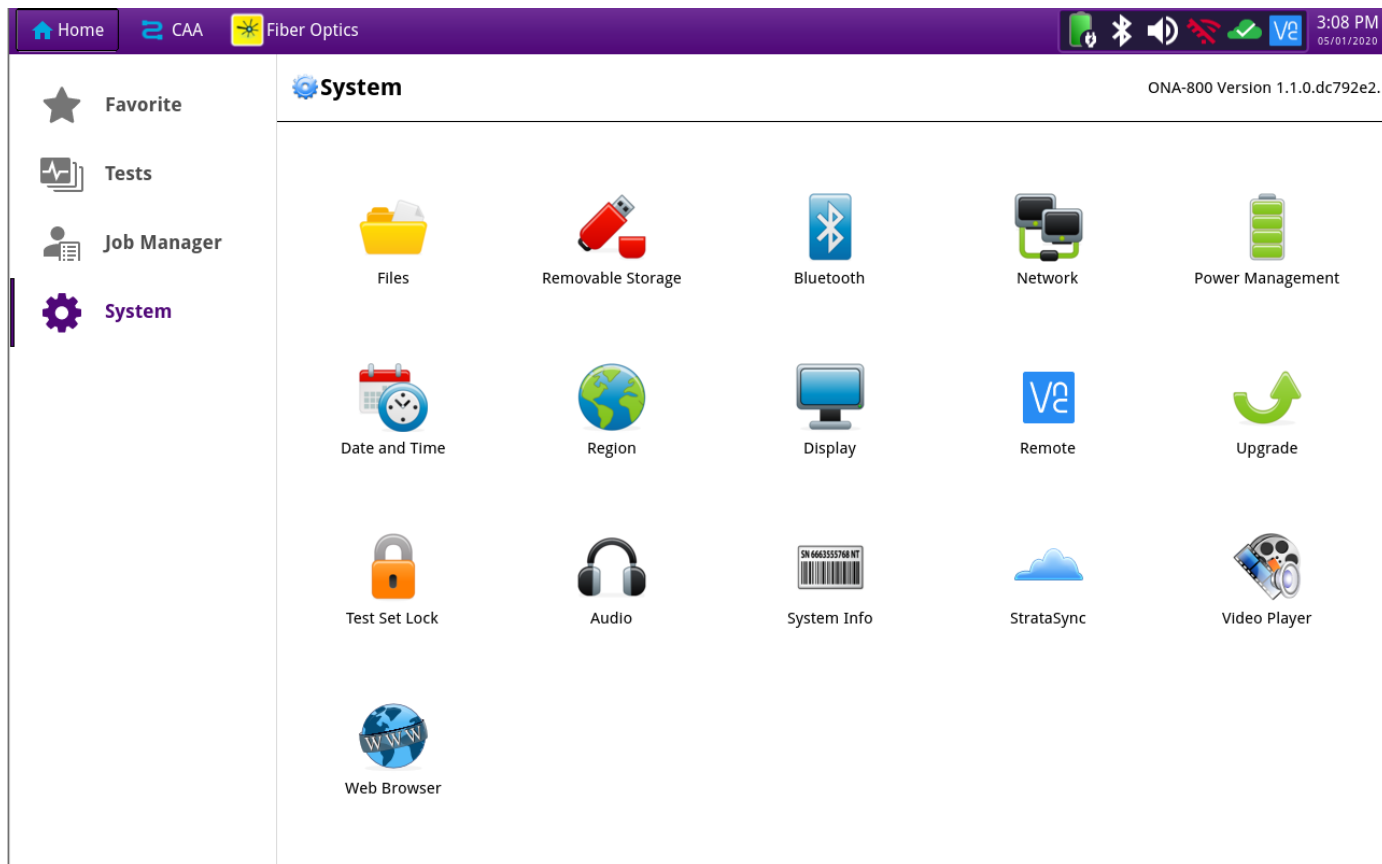 Home CAA Fiber Optics 3:08 PM
05/01/2020
System ONA-800 Version 1.1.0.dc792e2.
Favorite
Tests
Job Manager
System
Files Removable Storage Bluetooth Network Power Management
Date and Time Region Display Remote Upgrade
SN 6663555768 NT
Test Set Lock Audio System Info StrataSync Video Player
WWW
Web Browser